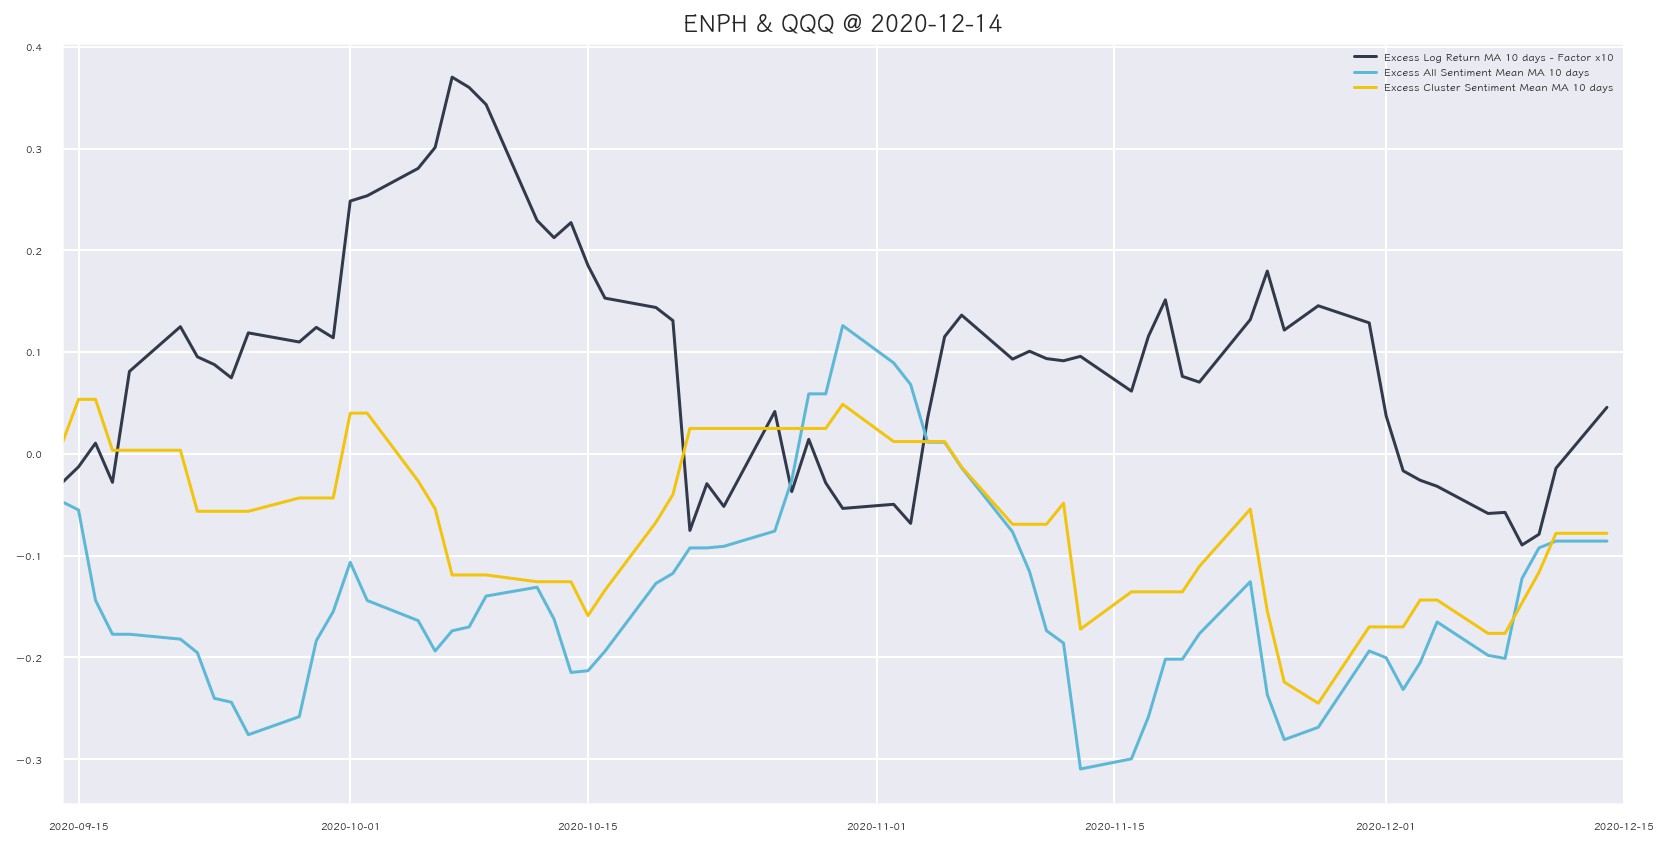 ENPH & QQQ @ 2020-12-14
Excess Log Return MA 10 days - Factor x10
Excess All Sentiment Mean MA 10 days
Excess Cluster Sentiment Mean MA 10 days
0.4
0.3
0.2
0.1
0.0
−0.1
−0.2
−0.3
2020-09-15 2020-10-01 2020-10-15 2020-11-01 2020-11-15 2020-12-01 2020-12-15